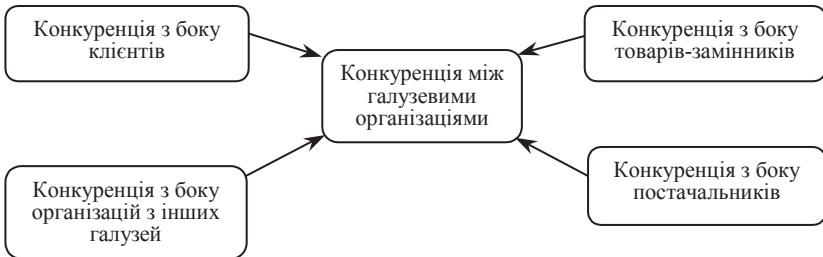 Конкуренція з боку
клієнтів
Конкуренція з боку
товарів-замінників
Конкуренція між
галузевими
організаціями
Конкуренція з боку
організацій з інших
галузей
Конкуренція з боку
постачальників